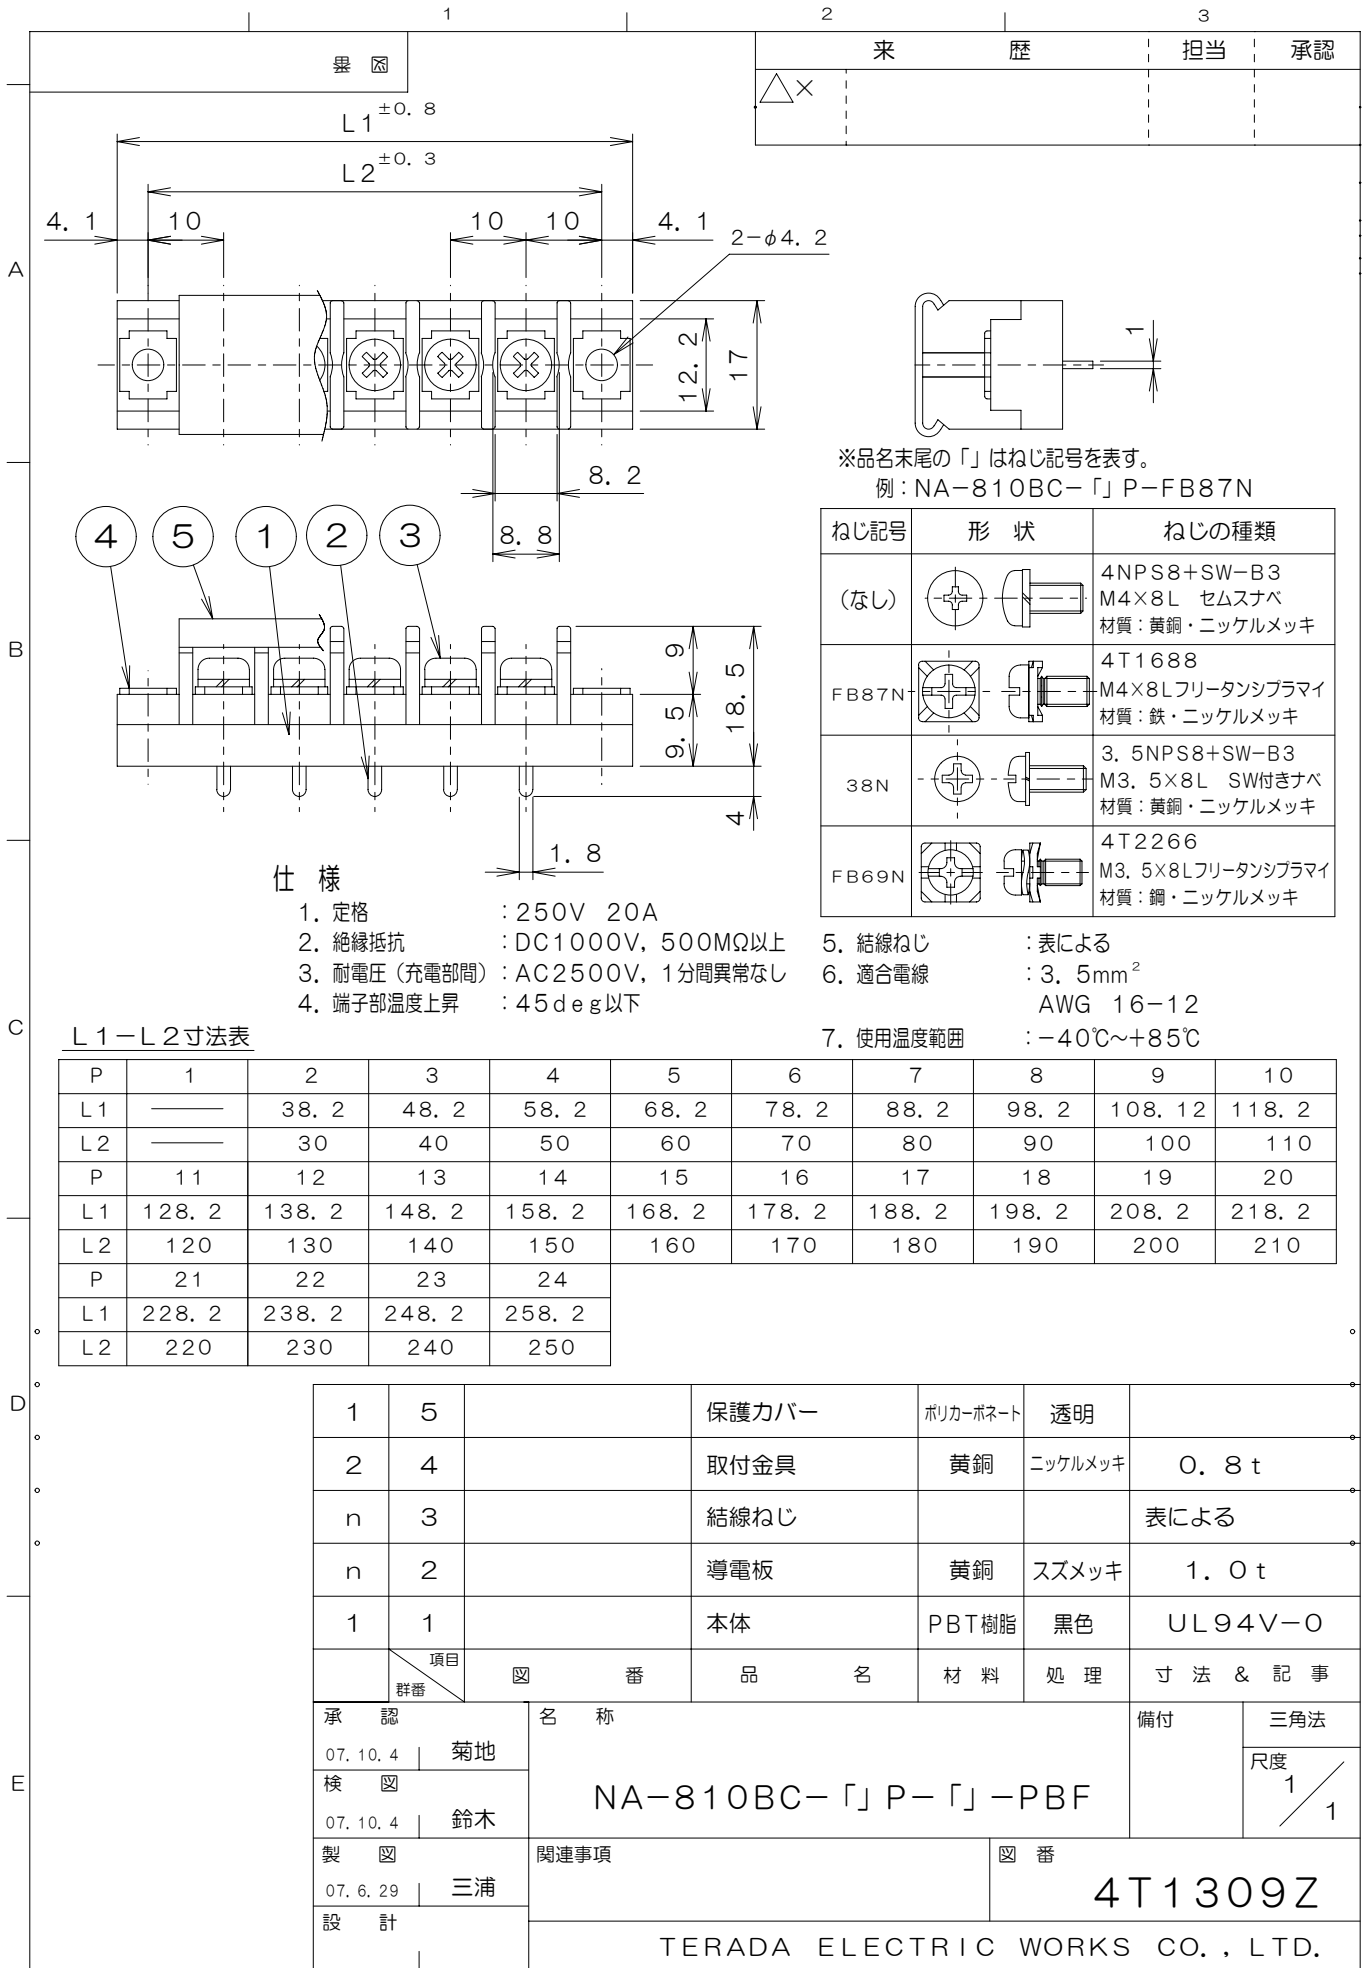 1 2 3
図番
来 歴 担当 承認
△×
L1±0.8
L2±0.3
4.1 10 10 10 4.1
2-φ4.2
A
12.2
17
1
8.2
8.8
※品名末尾の「」はねじ記号を表す。
例：NA-810BC-「」P-FB87N
ねじ記号 形 状 ねじの種類
(なし) 4NPS8+SW-B3
M4×8L セムスナベ
材質：黄銅・ニッケルメッキ
FB87N 4T1688
M4×8Lフリータンシプラマイ
材質：鉄・ニッケルメッキ
38N 3.5NPS8+SW-B3
M3.5×8L SW付きナベ
材質：黄銅・ニッケルメッキ
FB69N 4T2266
M3.5×8Lフリータンシプラマイ
材質：鋼・ニッケルメッキ
4 5 1 2 3
B
9
9.5
18.5
4
1.8
仕 様
1. 定格 ：250V 20A
2. 絶縁抵抗 ：DC1000V, 500MΩ以上
3. 耐電圧（充電部間）：AC2500V, 1分間異常なし
4. 端子部温度上昇 ：45deg以下
5. 結線ねじ ：表による
6. 適合電線 ：3.5mm²
AWG 16-12
7. 使用温度範囲 ：-40℃～+85℃
C
L1-L2寸法表
P 1 2 3 4 5 6 7 8 9 10
L1 ─── 38.2 48.2 58.2 68.2 78.2 88.2 98.2 108.12 118.2
L2 ─── 30 40 50 60 70 80 90 100 110
P 11 12 13 14 15 16 17 18 19 20
L1 128.2 138.2 148.2 158.2 168.2 178.2 188.2 198.2 208.2 218.2
L2 120 130 140 150 160 170 180 190 200 210
P 21 22 23 24
L1 228.2 238.2 248.2 258.2
L2 220 230 240 250
D
1 5 保護カバー ポリカーボネート 透明
2 4 取付金具 黄銅 ニッケルメッキ 0.8t
n 3 結線ねじ 表による
n 2 導電板 黄銅 スズメッキ 1.0t
1 1 本体 PBT樹脂 黒色 UL94V-0
項目 群番 図 番 品 名 材 料 処 理 寸 法 & 記 事
E
承 認
07.10.4 菊地
検 図
07.10.4 鈴木
製 図
07.6.29 三浦
設 計
名 称
NA-810BC-「」P-「」-PBF
備付 三角法
尺度
1/1
関連事項
図 番
4T1309Z
TERADA ELECTRIC WORKS CO., LTD.